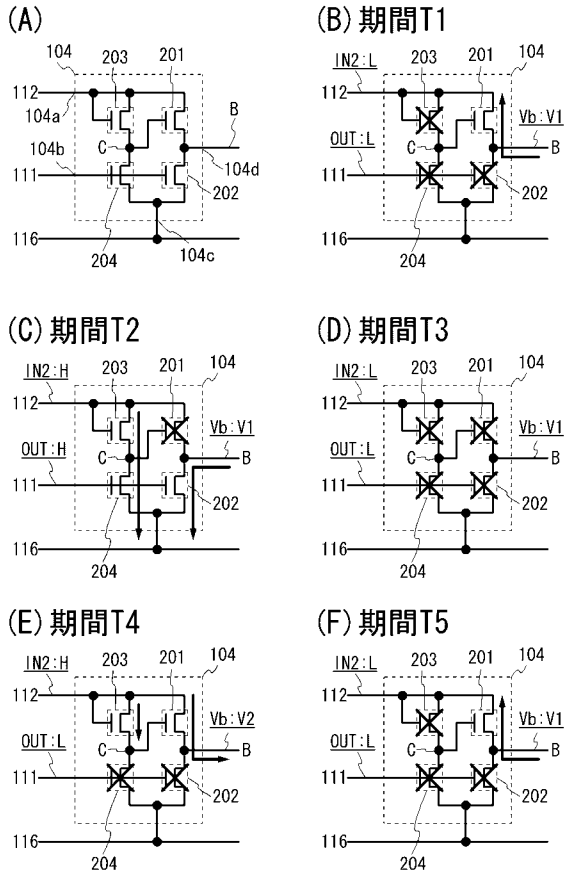 (A)
104
203
201
112
104a
B
C
104b
104d
111
202
116
104c
204
(B) 期間T1
IN2:L
203
201
104
112
Vb:V1
C
B
OUT:L
111
202
116
204
(C) 期間T2
IN2:H
203
201
104
112
Vb:V1
C
B
OUT:H
111
202
116
204
(D) 期間T3
IN2:L
203
201
104
112
Vb:V1
C
B
OUT:L
111
202
116
204
(E) 期間T4
IN2:H
203
201
104
112
Vb:V2
C
B
OUT:L
111
202
116
204
(F) 期間T5
IN2:L
203
201
104
112
Vb:V1
C
B
OUT:L
111
202
116
204